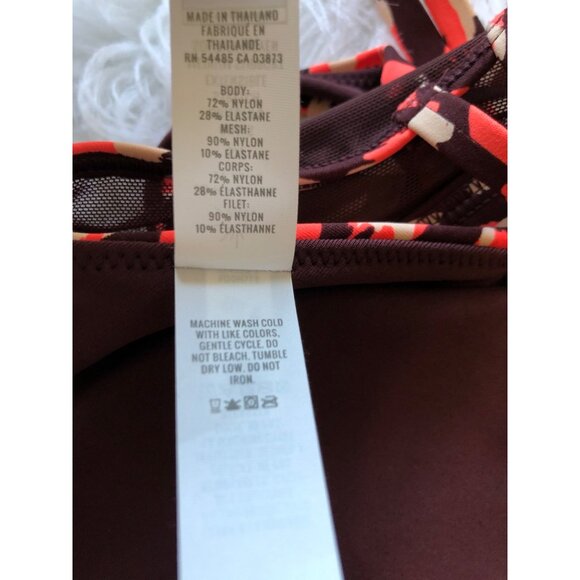 MADE IN THAILAND
FABRIQUÉ EN
THAILANDE
RN 54485 CA 03873
BODY:
72% NYLON
28% ELASTANE
MESH:
90% NYLON
10% ELASTANE
CORPS:
72% NYLON
28% ÉLASTHANNE
FILET:
90% NYLON
10% ÉLASTHANNE
MACHINE WASH COLD
WITH LIKE COLORS,
GENTLE CYCLE. DO
NOT BLEACH. TUMBLE
DRY LOW. DO NOT
IRON.